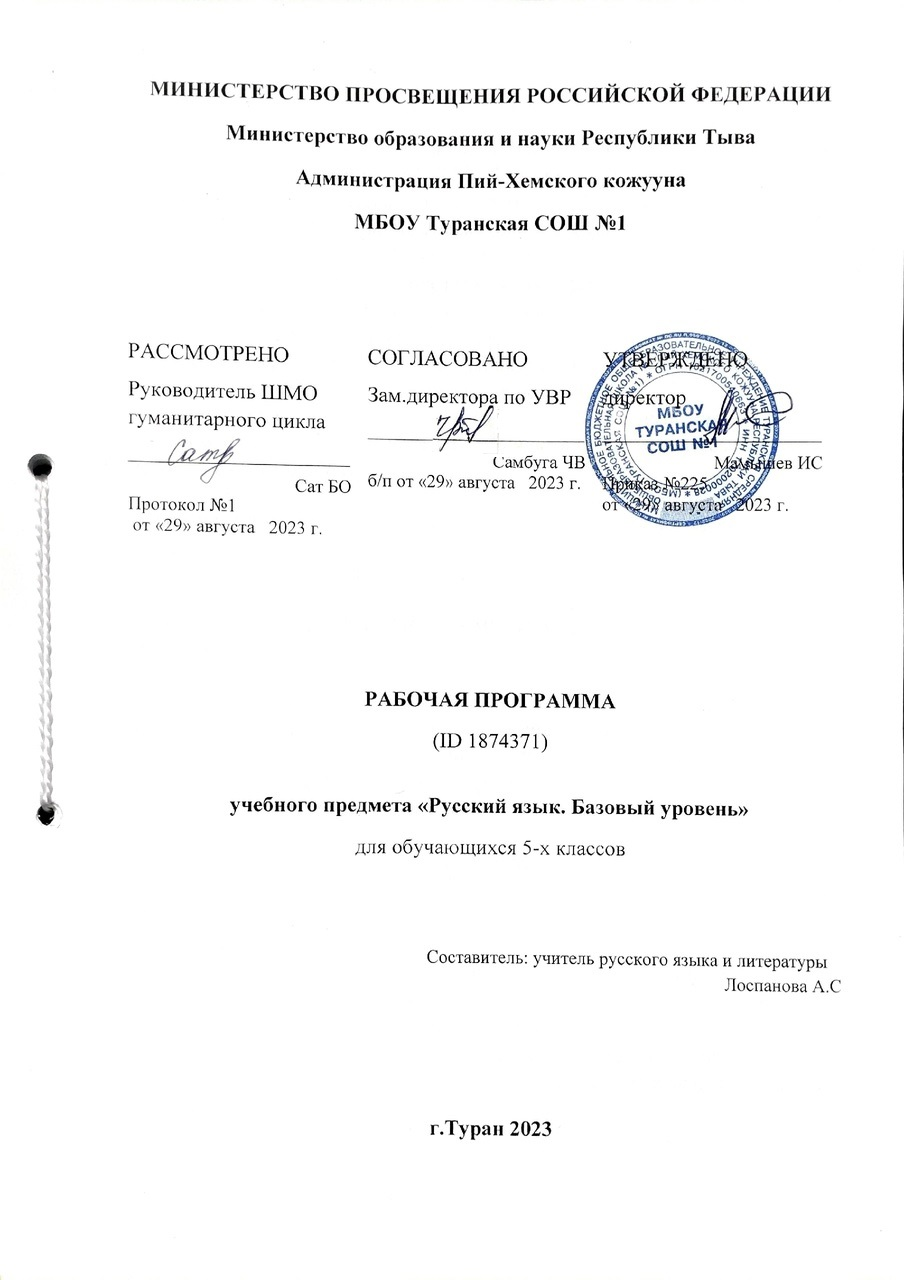 МИНИСТЕРСТВО ПРОСВЕЩЕНИЯ РОССИЙСКОЙ ФЕДЕРАЦИИ
Министерство образования и науки Республики Тыва
Администрация Пий-Хемского кожууна
МБОУ Туранская СОШ №1
РАССМОТРЕНО
Руководитель ШМО
гуманитарного цикла
Сат БО
Протокол №1
от «29» августа 2023 г.
СОГЛАСОВАНО
Зам.директора по УВР
Самбуга ЧВ
б/п от «29» августа 2023 г.
УТВЕРЖДЕНО
директор
ИС
Приказ №225
от «29» августа 2023 г.
МБОУ
ТУРАНСКАЯ
СОШ №1
РАБОЧАЯ ПРОГРАММА
(ID 1874371)
учебного предмета «Русский язык. Базовый уровень»
для обучающихся 5-х классов
Составитель: учитель русского языка и литературы
Лоспанова А.С
г.Туран 2023